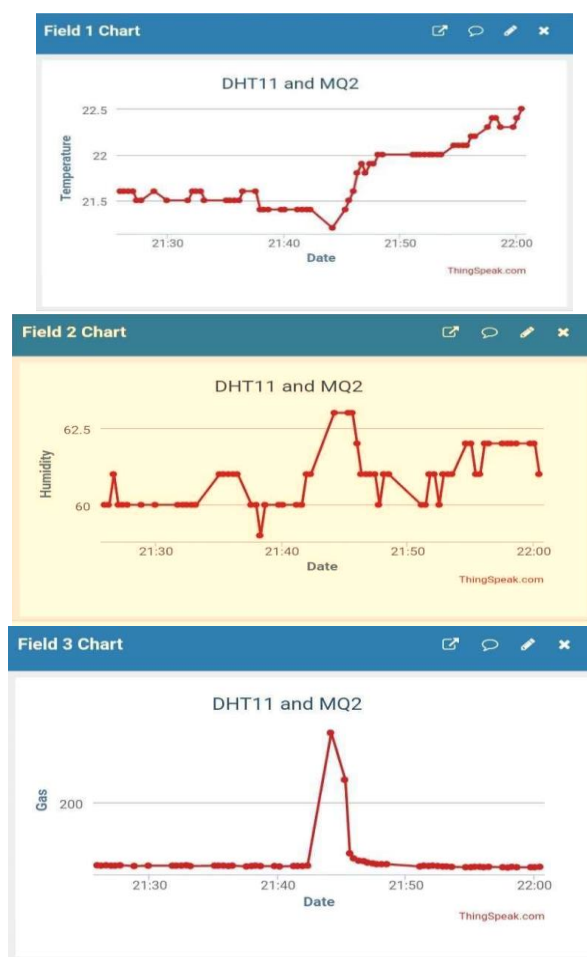 Field 1 Chart
DHT11 and MQ2
Temperature
22.5
22
21.5
21:30 21:40 21:50 22:00
Date
ThingSpeak.com
Field 2 Chart
DHT11 and MQ2
Humidity
62.5
60
21:30 21:40 21:50 22:00
Date
ThingSpeak.com
Field 3 Chart
DHT11 and MQ2
Gas
200
21:30 21:40 21:50 22:00
Date
ThingSpeak.com